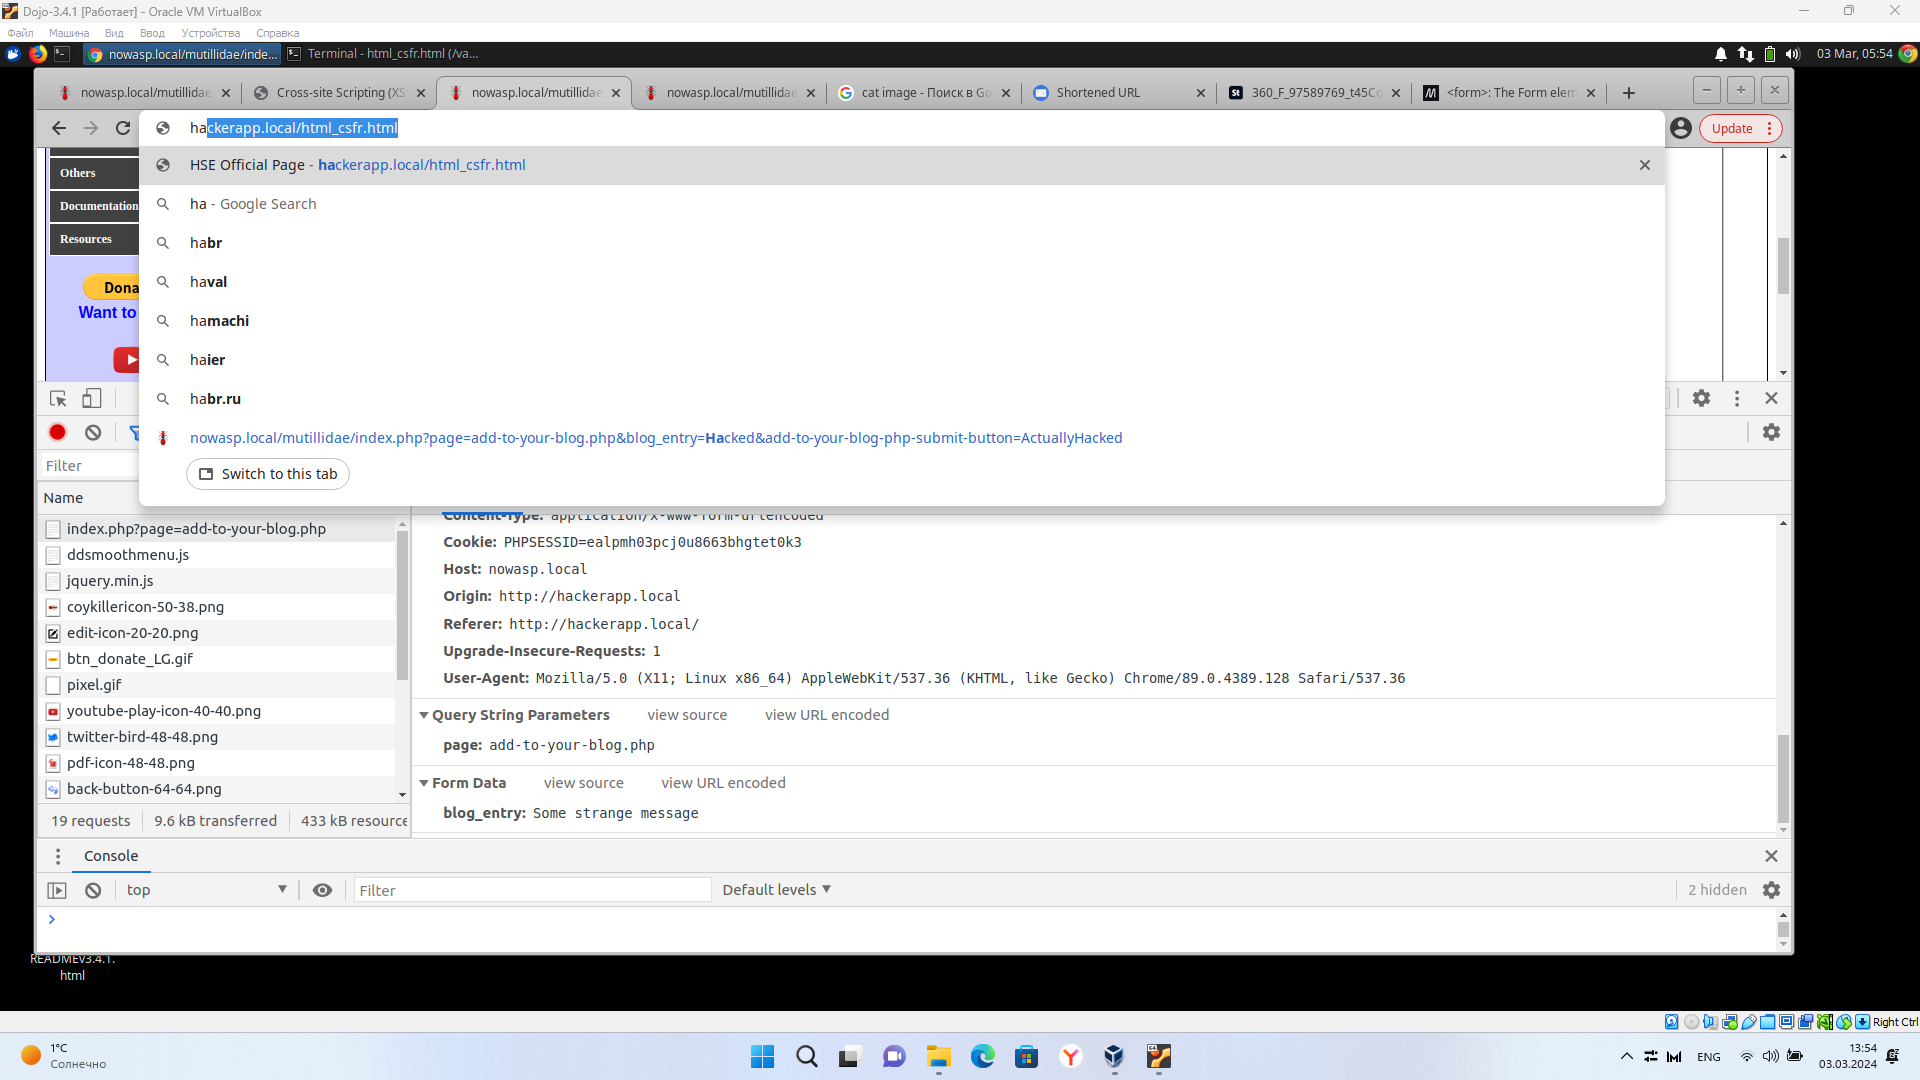 Dojo-3.4.1 [Работает] - Oracle VM VirtualBox
Файл Машина Вид Ввод Устройства Справка
nowasp.local/mutillidae/inde... Terminal - html_csfr.html (/va... 03 Mar, 05:54
nowasp.local/mutillidae Cross-site Scripting (XS nowasp.local/mutillidae nowasp.local/mutillidae cat image - Поиск в Go Shortened URL 360_F_97589769_t45Cq <form>: The Form elem
hackerapp.local/html_csfr.html Update
HSE Official Page - hackerapp.local/html_csfr.html
ha - Google Search
habr
haval
hamachi
haier
habr.ru
nowasp.local/mutillidae/index.php?page=add-to-your-blog.php&blog_entry=Hacked&add-to-your-blog-php-submit-button=ActuallyHacked
Switch to this tab
Others
Documentation
Resources
Dona
Want to
Filter
Name
index.php?page=add-to-your-blog.php
ddsmoothmenu.js
jquery.min.js
coykillericon-50-38.png
edit-icon-20-20.png
btn_donate_LG.gif
pixel.gif
youtube-play-icon-40-40.png
twitter-bird-48-48.png
pdf-icon-48-48.png
back-button-64-64.png
19 requests 9.6 kB transferred 433 kB resource
Content-Type: application/x-www-form-urlencoded
Cookie: PHPSESSID=ealpmh03pcj0u8663bhgtet0k3
Host: nowasp.local
Origin: http://hackerapp.local
Referer: http://hackerapp.local/
Upgrade-Insecure-Requests: 1
User-Agent: Mozilla/5.0 (X11; Linux x86_64) AppleWebKit/537.36 (KHTML, like Gecko) Chrome/89.0.4389.128 Safari/537.36
Query String Parameters view source view URL encoded
page: add-to-your-blog.php
Form Data view source view URL encoded
blog_entry: Some strange message
Console
top Filter Default levels 2 hidden
READMEv3.4.1.
html
Right Ctrl
1°C
Солнечно
ENG
13:54
03.03.2024